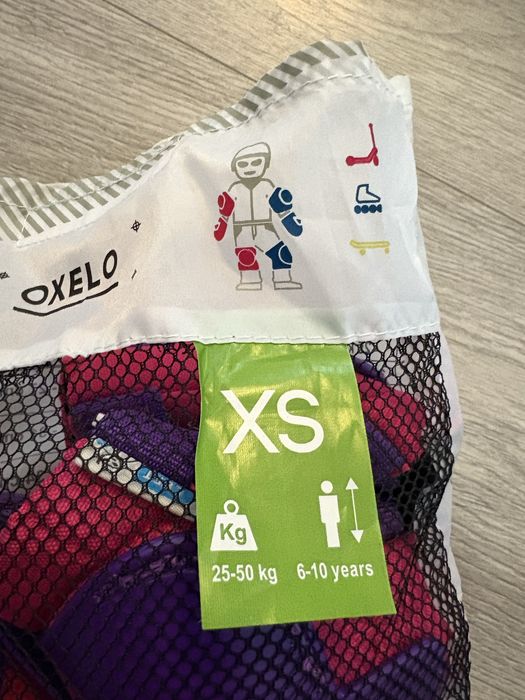 OXELO
XS
Kg
25-50 kg 6-10 years